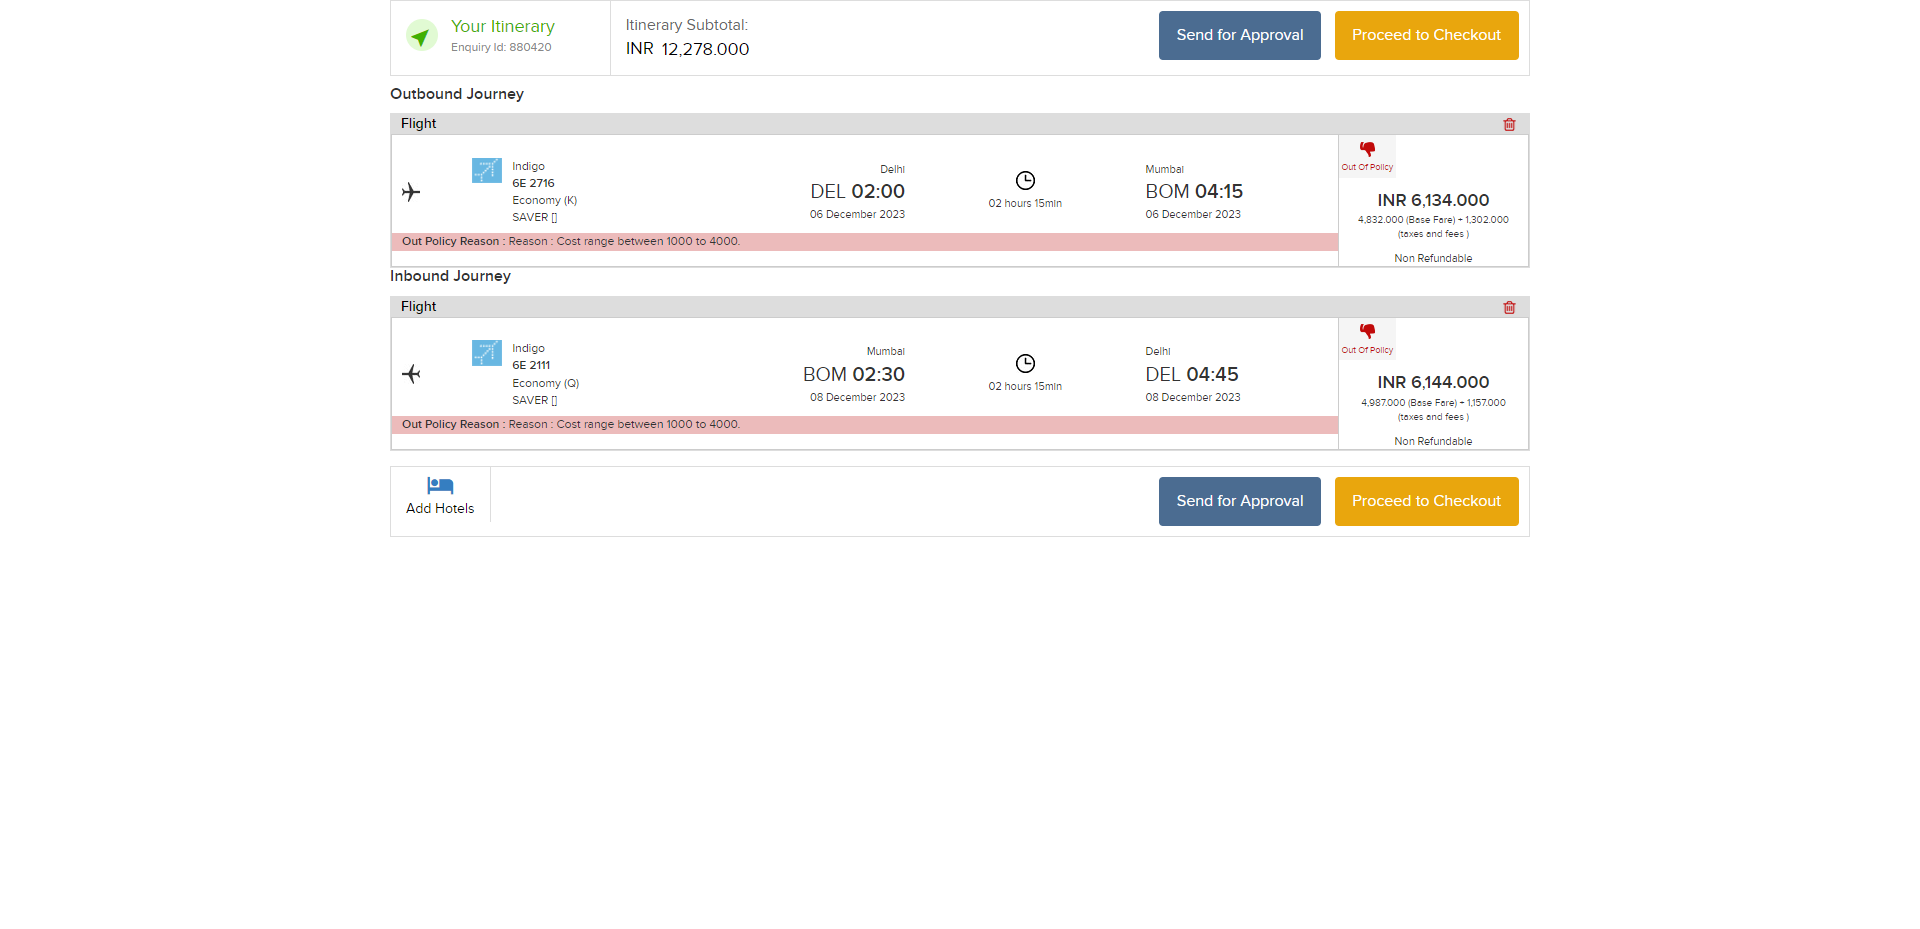 Your Itinerary
Enquiry Id: 880420
Itinerary Subtotal:
INR 12,278.000
Send for Approval
Proceed to Checkout
Outbound Journey
Flight
Indigo
6E 2716
Economy (K)
SAVER []
Delhi
DEL 02:00
06 December 2023
02 hours 15min
Mumbai
BOM 04:15
06 December 2023
Out Of Policy
INR 6,134.000
4,832.000 (Base Fare) + 1,302.000
(taxes and fees )
Non Refundable
Out Policy Reason : Reason : Cost range between 1000 to 4000.
Inbound Journey
Flight
Indigo
6E 2111
Economy (Q)
SAVER []
Mumbai
BOM 02:30
08 December 2023
02 hours 15min
Delhi
DEL 04:45
08 December 2023
Out Of Policy
INR 6,144.000
4,987.000 (Base Fare) + 1,157.000
(taxes and fees )
Non Refundable
Out Policy Reason : Reason : Cost range between 1000 to 4000.
Add Hotels
Send for Approval
Proceed to Checkout